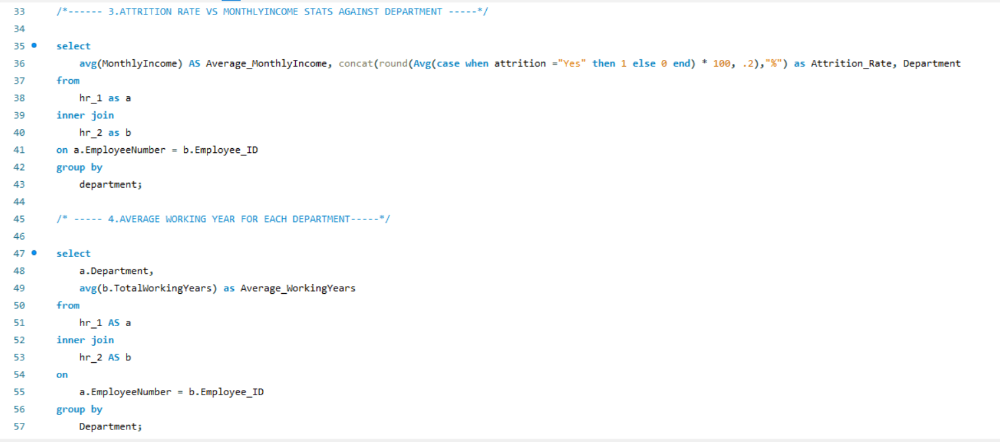 33 /*------ 3.ATTRITION RATE VS MONTHLYINCOME STATS AGAINST DEPARTMENT -----*/
34
35 select
36 avg(MonthlyIncome) AS Average_MonthlyIncome, concat(round(Avg(case when attrition ="Yes" then 1 else 0 end) * 100, .2),"%") as Attrition_Rate, Department
37 from
38 hr_1 as a
39 inner join
40 hr_2 as b
41 on a.EmployeeNumber = b.Employee_ID
42 group by
43 department;
44
45 /* ----- 4.AVERAGE WORKING YEAR FOR EACH DEPARTMENT-----*/
46
47 select
48 a.Department,
49 avg(b.TotalWorkingYears) as Average_WorkingYears
50 from
51 hr_1 AS a
52 inner join
53 hr_2 AS b
54 on
55 a.EmployeeNumber = b.Employee_ID
56 group by
57 Department;